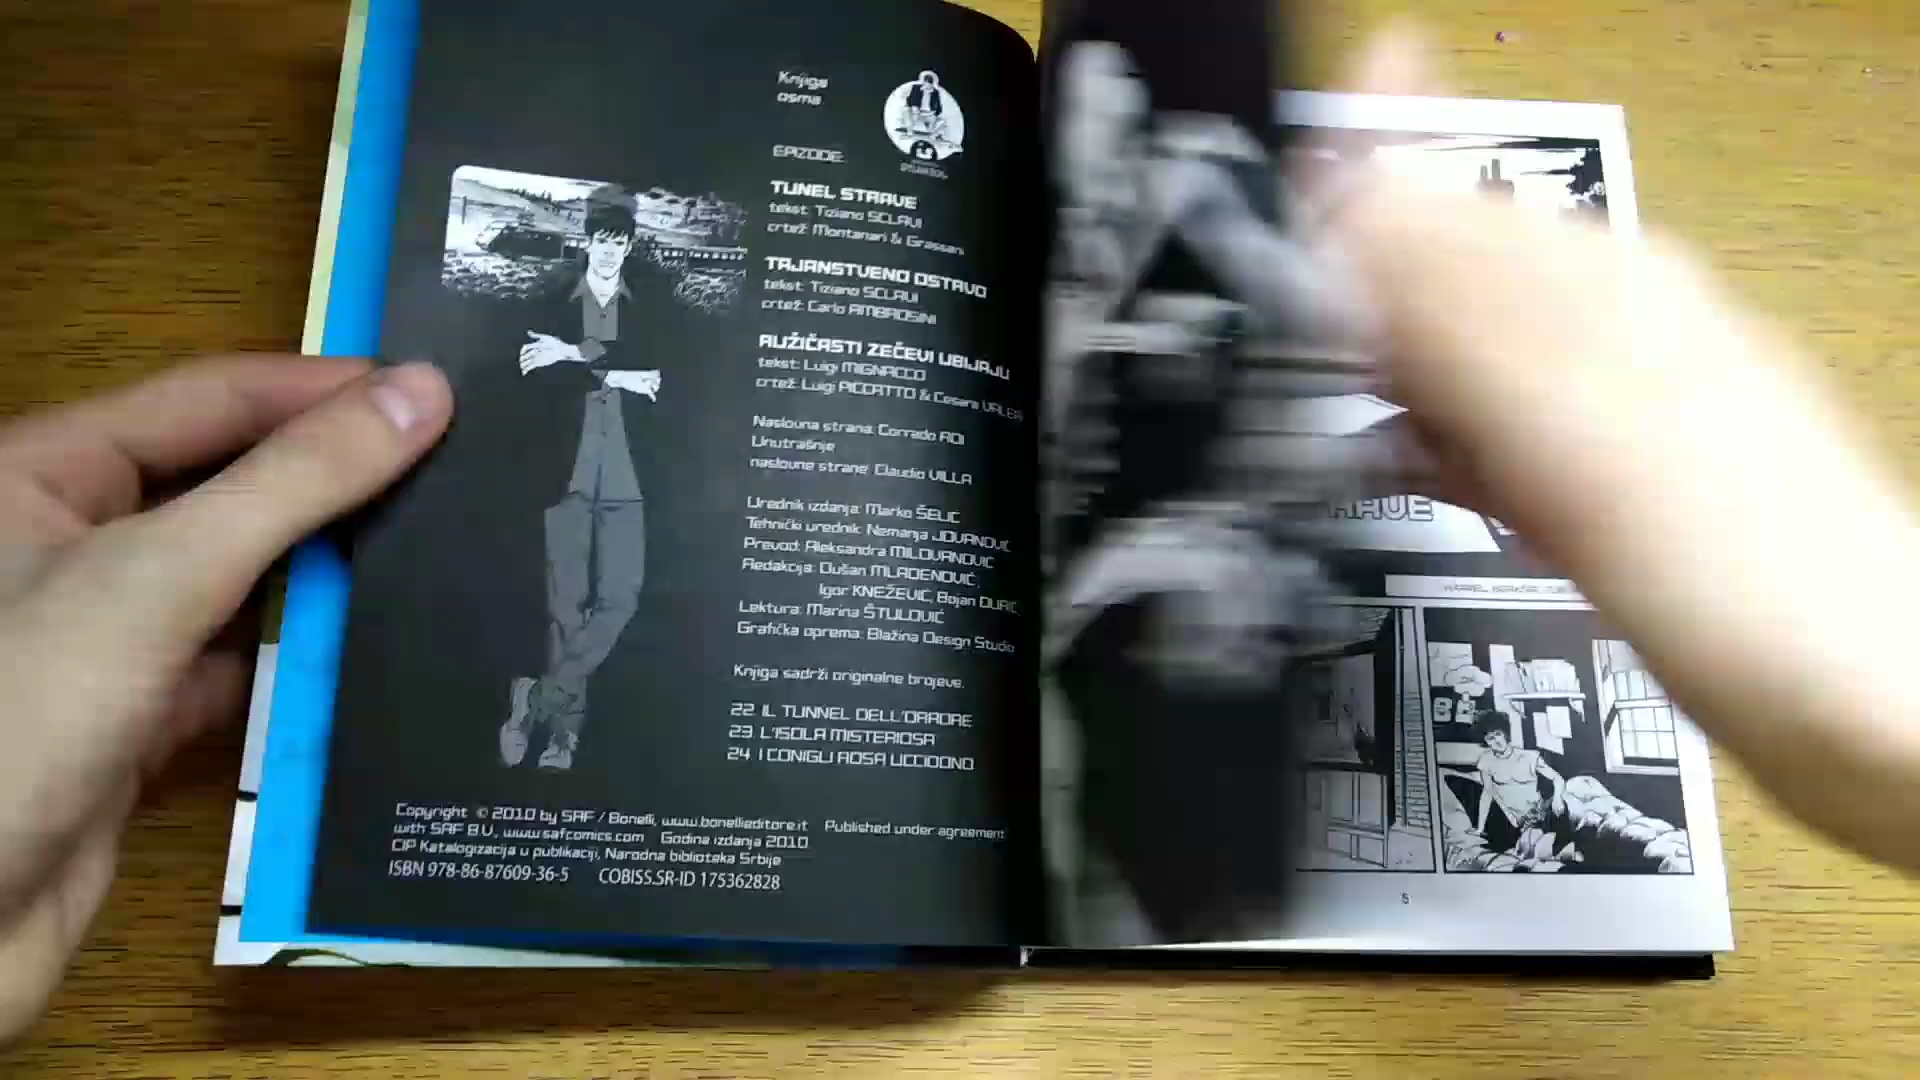 Knjiga
osma
EPIZODE:
TUNEL STRAVE
tekst: Tiziano SCLAVI
crtež: Montanari & Grassani
TAJANSTVENO OSTRVO
tekst: Tiziano SCLAVI
crtež: Carlo AMBROSINI
RUŽIČASTI ZEČEVI UBIJAJU
tekst: Luigi MIGNACCO
crtež: Luigi PICCATTO & Cesare
Naslovna strana: Corrado ROI
Unutrašnje
naslovne strane: Claudio VILLA
Urednik izdanja: Marko ŠELIĆ
Tehnički urednik: Nemanja JOVANOVIĆ
Prevod: Aleksandra MILOVANOVIĆ
Redakcija: Dušan MLADENOVIĆ,
Igor KNEŽEVIĆ, Bojan
Lektura: Marina ŠTULOVIĆ
Grafička oprema: Blažina Design Studio
Knjiga sadrži originalne brojeve:
22. IL TUNNEL DELL'ORRORE
23. L'ISOLA MISTERIOSA
24. I CONIGLI ROSA UCCIDONO
Copyright © 2010 by SAF / Bonelli, www.bonellieditore.it Published under agreement
with SAF B.V., www.safcomics.com Godina izdanja 2010
CIP Katalogizacija u publikaciji, Narodna biblioteka Srbije
ISBN 978-86-87609-36-5 COBISS.SR-ID 175362828
5